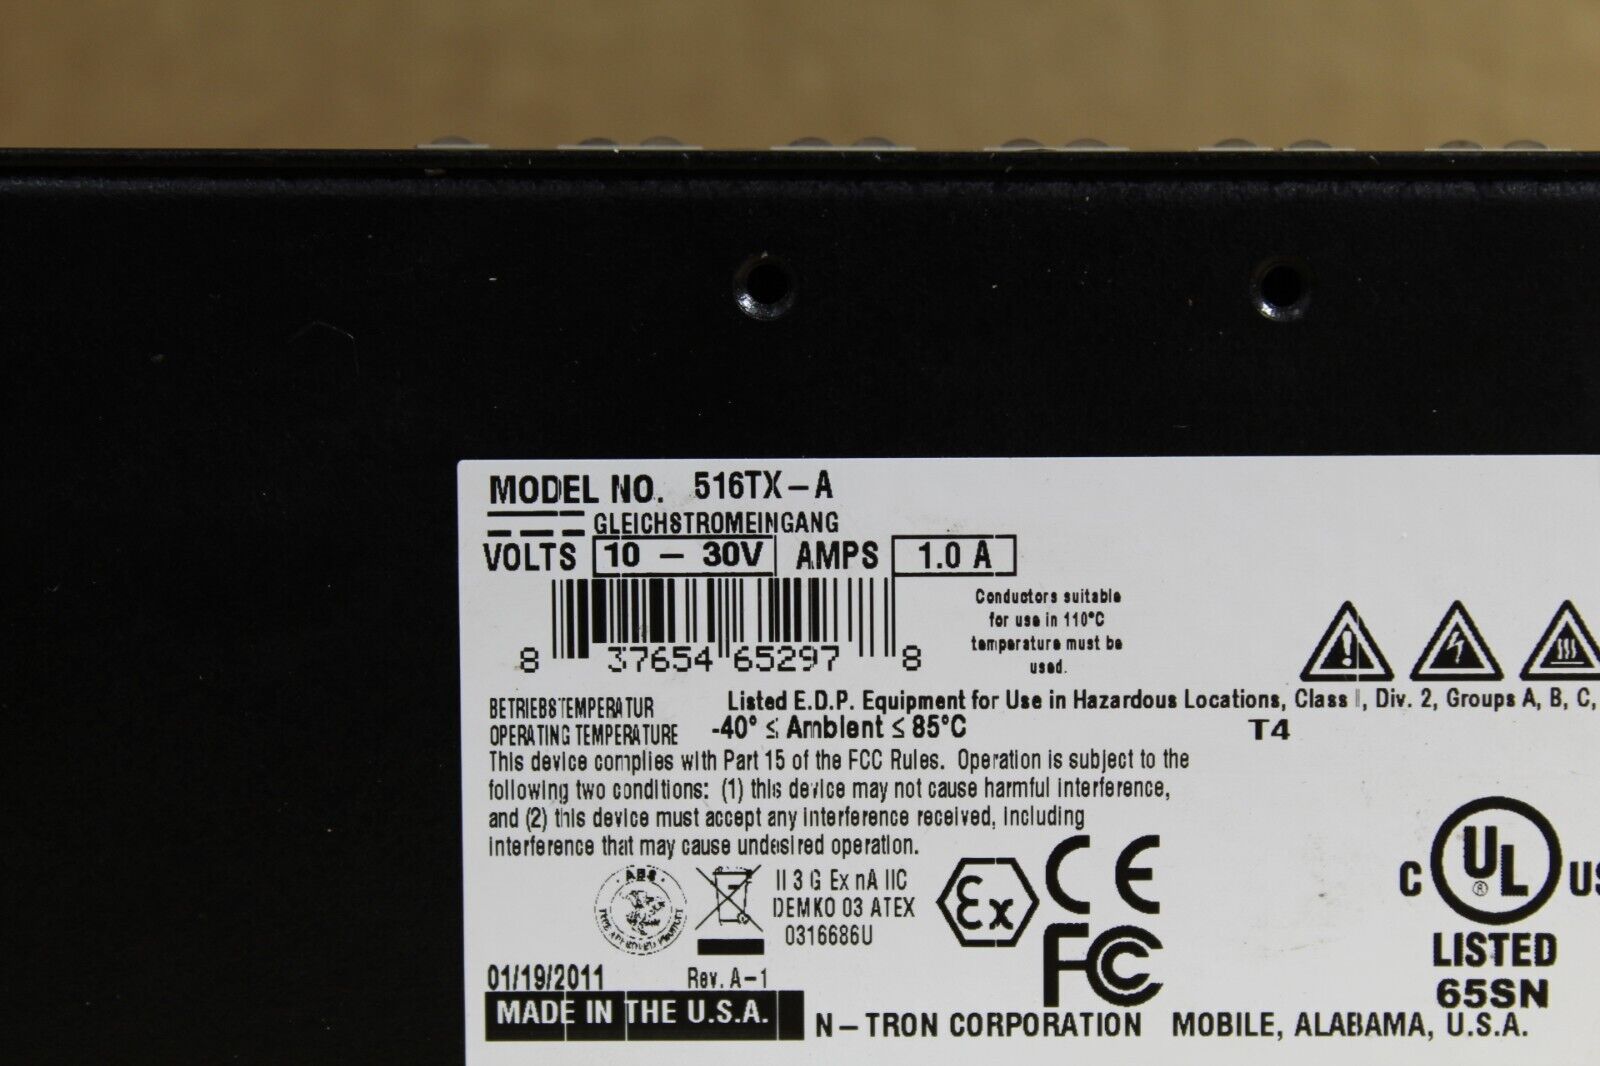 MODEL NO. 516TX-A
GLEICHSTROMEINGANG
VOLTS 10 - 30V AMPS 1.0 A
8 37654 65297 8
Conductors suitable
for use in 110°C
temperature must be
used.
BETRIEBSTEMPERATUR Listed E.D.P. Equipment for Use in Hazardous Locations, Class I, Div. 2, Groups A, B, C,
OPERATING TEMPERATURE -40° ≤ Ambient ≤ 85°C T4
This device complies with Part 15 of the FCC Rules. Operation is subject to the
following two conditions: (1) this device may not cause harmful interference,
and (2) this device must accept any interference received, including
interference that may cause undesired operation.
ABS
TYPE APPROVED PRODUCT
II 3 G Ex nA IIC
DEMKO 03 ATEX
0316686U
Ex
CE
FC
C UL ® US
LISTED
65SN
01/19/2011 Rev. A-1
MADE IN THE U.S.A. N-TRON CORPORATION MOBILE, ALABAMA, U.S.A.